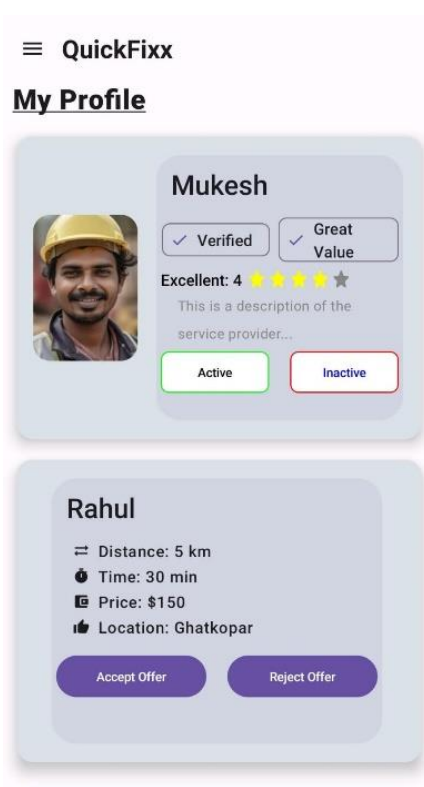 QuickFixx
My Profile
Mukesh
Verified
Great
Value
Excellent: 4
This is a description of the
service provider...
Active
Inactive
Rahul
Distance: 5 km
Time: 30 min
Price: $150
Location: Ghatkopar
Accept Offer
Reject Offer